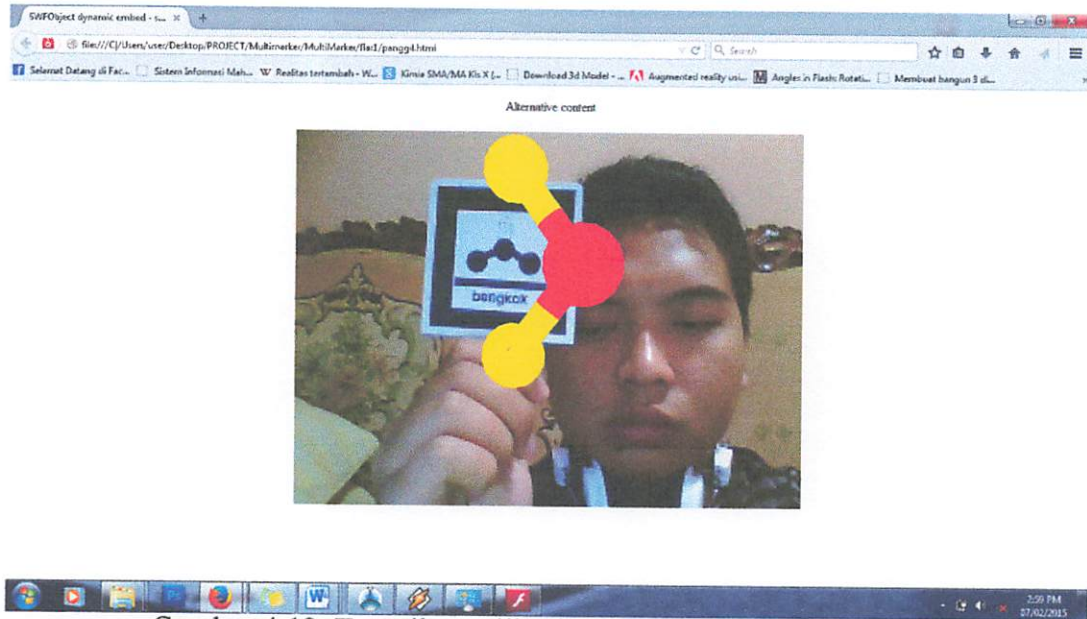 SWFObject dynamic embed - s...
file:///C|/Users/user/Desktop/PROJECT/Multimarker/MultiMarker/flar1/pangg4.html
Search
Selamat Datang di Fac...
Sistem Informasi Mah...
W Realitas tertambah - W...
Kimia SMA/MA Kls X (...
Download 3d Model - ...
Augmented reality usi...
Angles in Flash: Rotati...
Membuat bangun 3 di...
Alternative content
bengkok
2:59 PM
07/02/2015